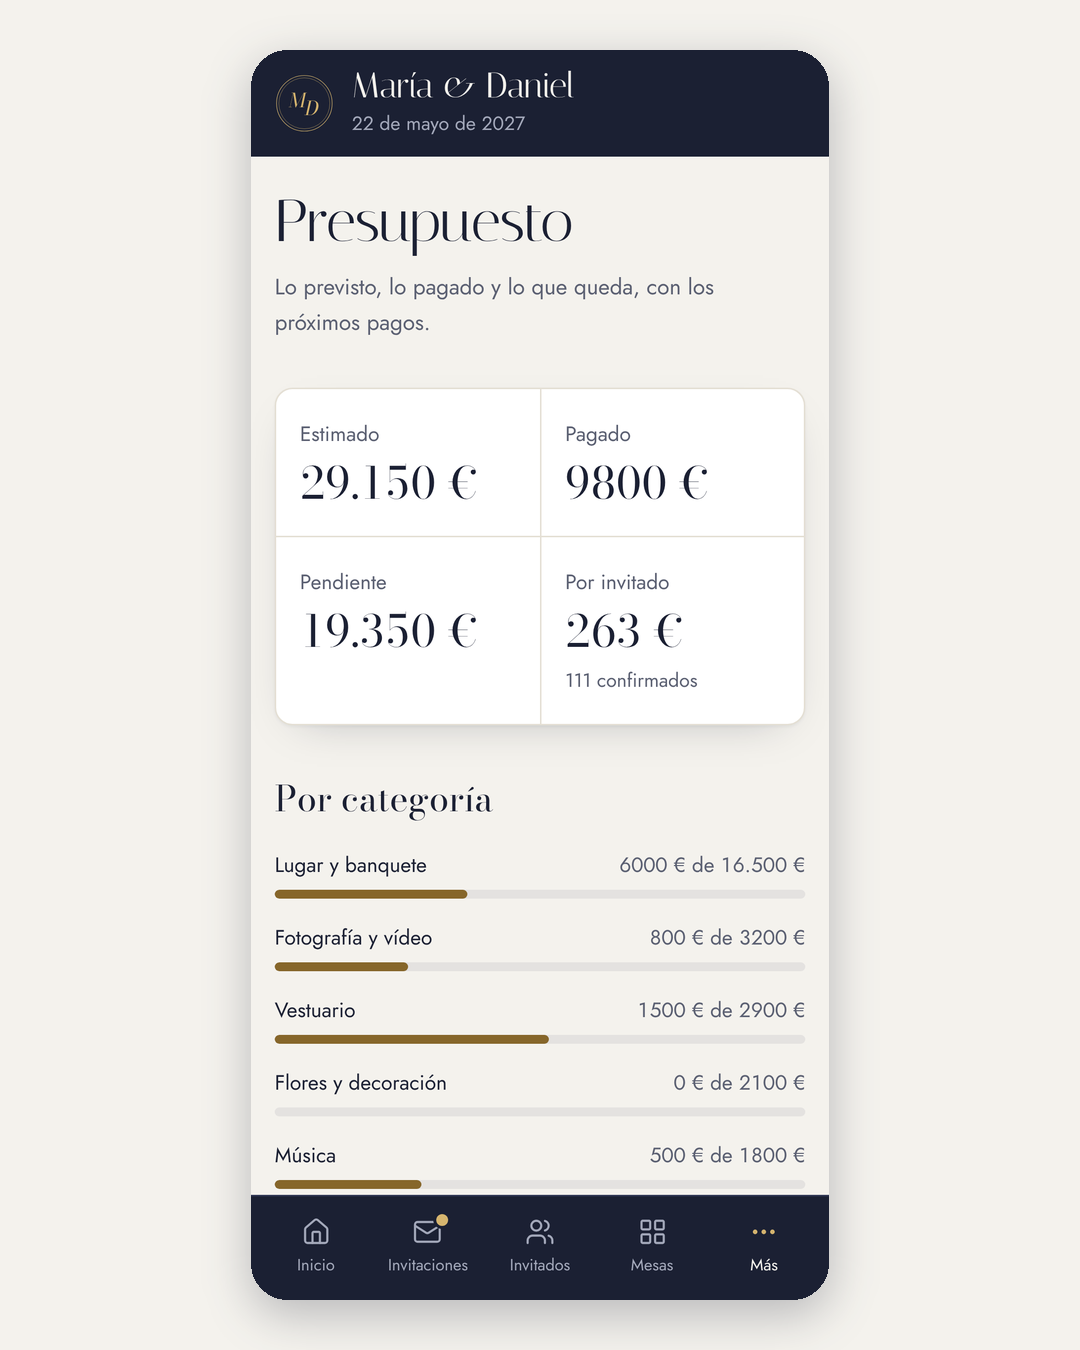 MD
María & Daniel
22 de mayo de 2027
Presupuesto
Lo previsto, lo pagado y lo que queda, con los
próximos pagos.
Estimado
29.150 €
Pagado
9800 €
Pendiente
19.350 €
Por invitado
263 €
111 confirmados
Por categoría
Lugar y banquete
6000 € de 16.500 €
Fotografía y vídeo
800 € de 3200 €
Vestuario
1500 € de 2900 €
Flores y decoración
0 € de 2100 €
Música
500 € de 1800 €
Inicio
Invitaciones
Invitados
Mesas
Más